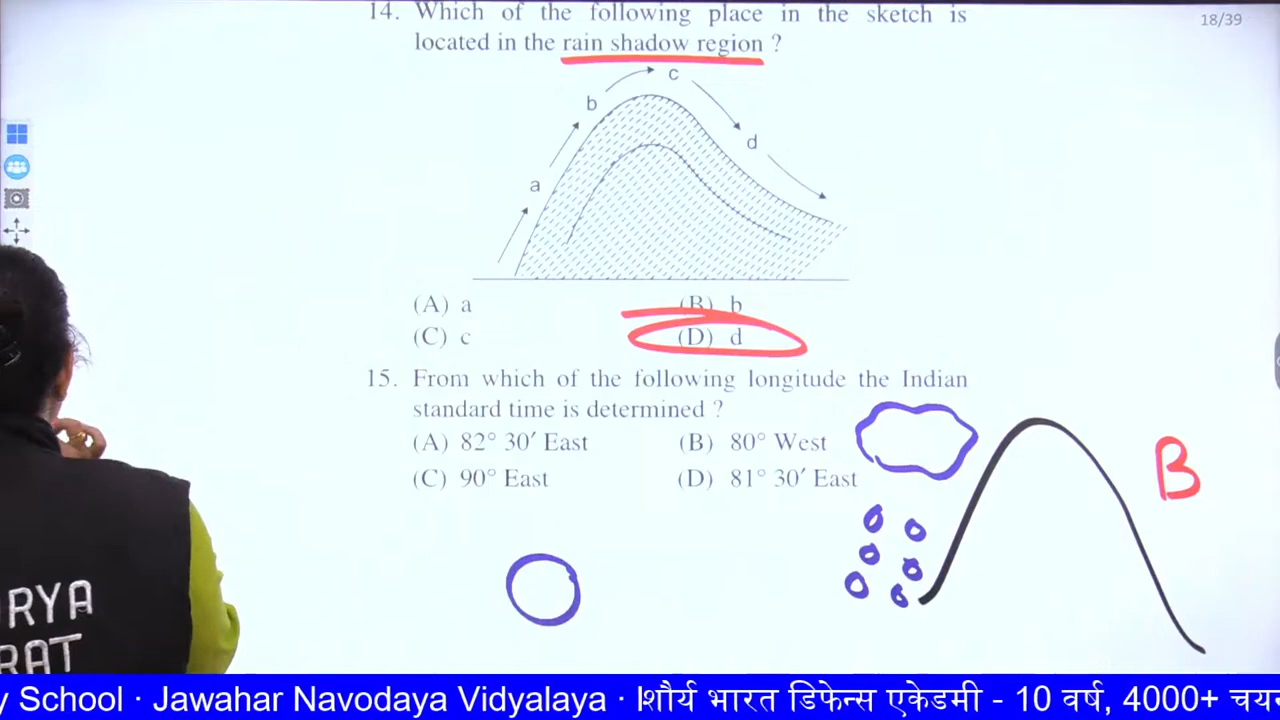 14. Which of the following place in the sketch is
located in the rain shadow region ?
18/39
c
b
d
a
(A) a
(B) b
(C) c
(D) d
15. From which of the following longitude the Indian
standard time is determined ?
(A) 82° 30′ East
(B) 80° West
(C) 90° East
(D) 81° 30′ East
B
RYA
RAT
y School · Jawahar Navodaya Vidyalaya · शौर्य भारत डिफेन्स एकेडमी - 10 वर्ष, 4000+ चय